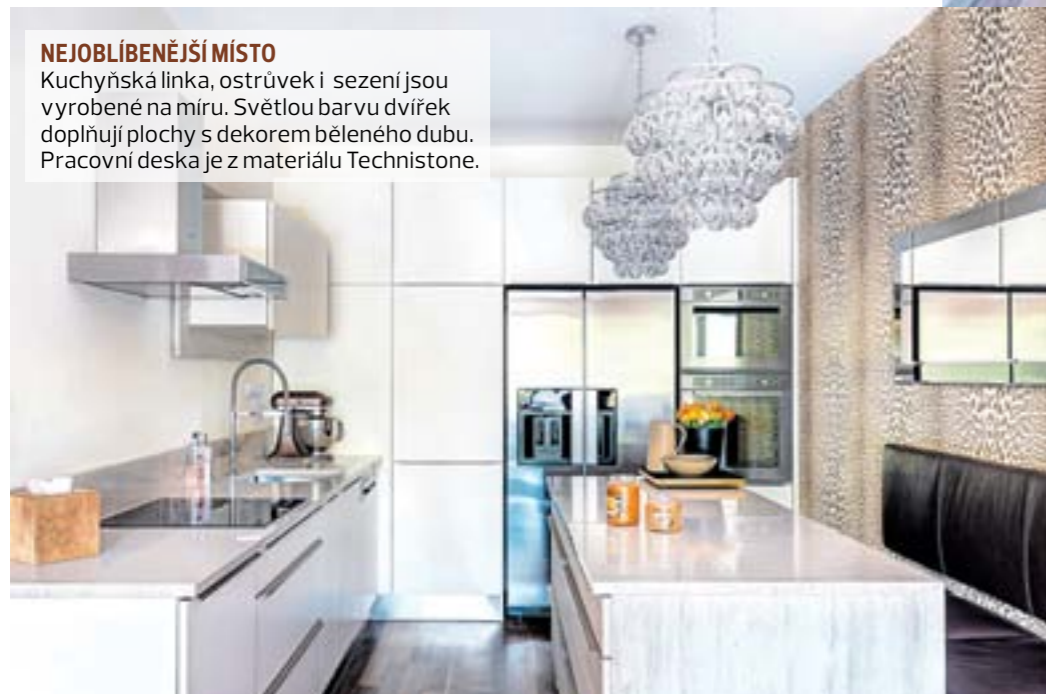 NEJOBLÍBENĚJŠÍ MÍSTO
Kuchyňská linka, ostrůvek i sezení jsou
vyrobené na míru. Světlou barvu dvířek
doplňují plochy s dekorem běleného dubu.
Pracovní deska je z materiálu Technistone.